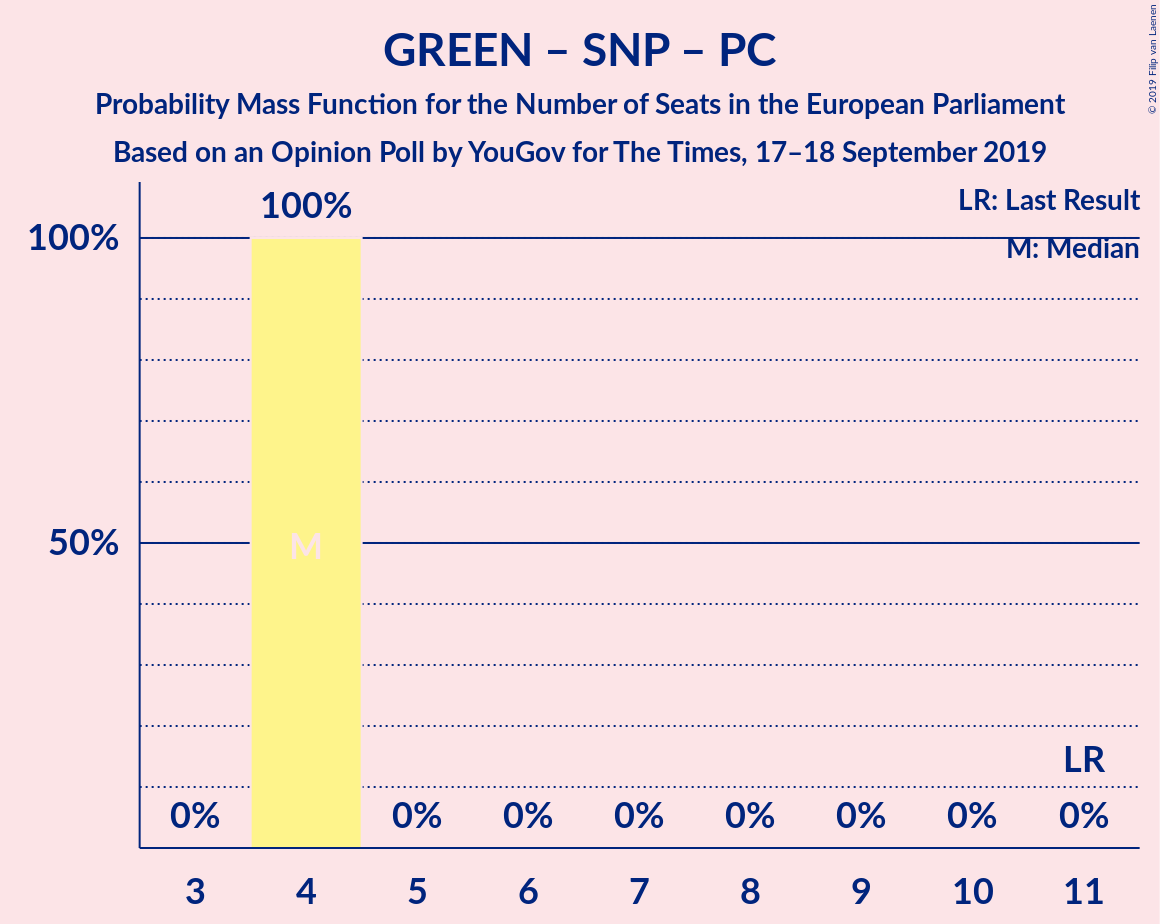 GREEN – SNP – PC
Probability Mass Function for the Number of Seats in the European Parliament
Based on an Opinion Poll by YouGov for The Times, 17–18 September 2019
© 2019 Filip van Laenen
LR: Last Result
M: Median
100%
100%
50%
M
LR
0% 0% 0% 0% 0% 0% 0% 0%
3 4 5 6 7 8 9 10 11